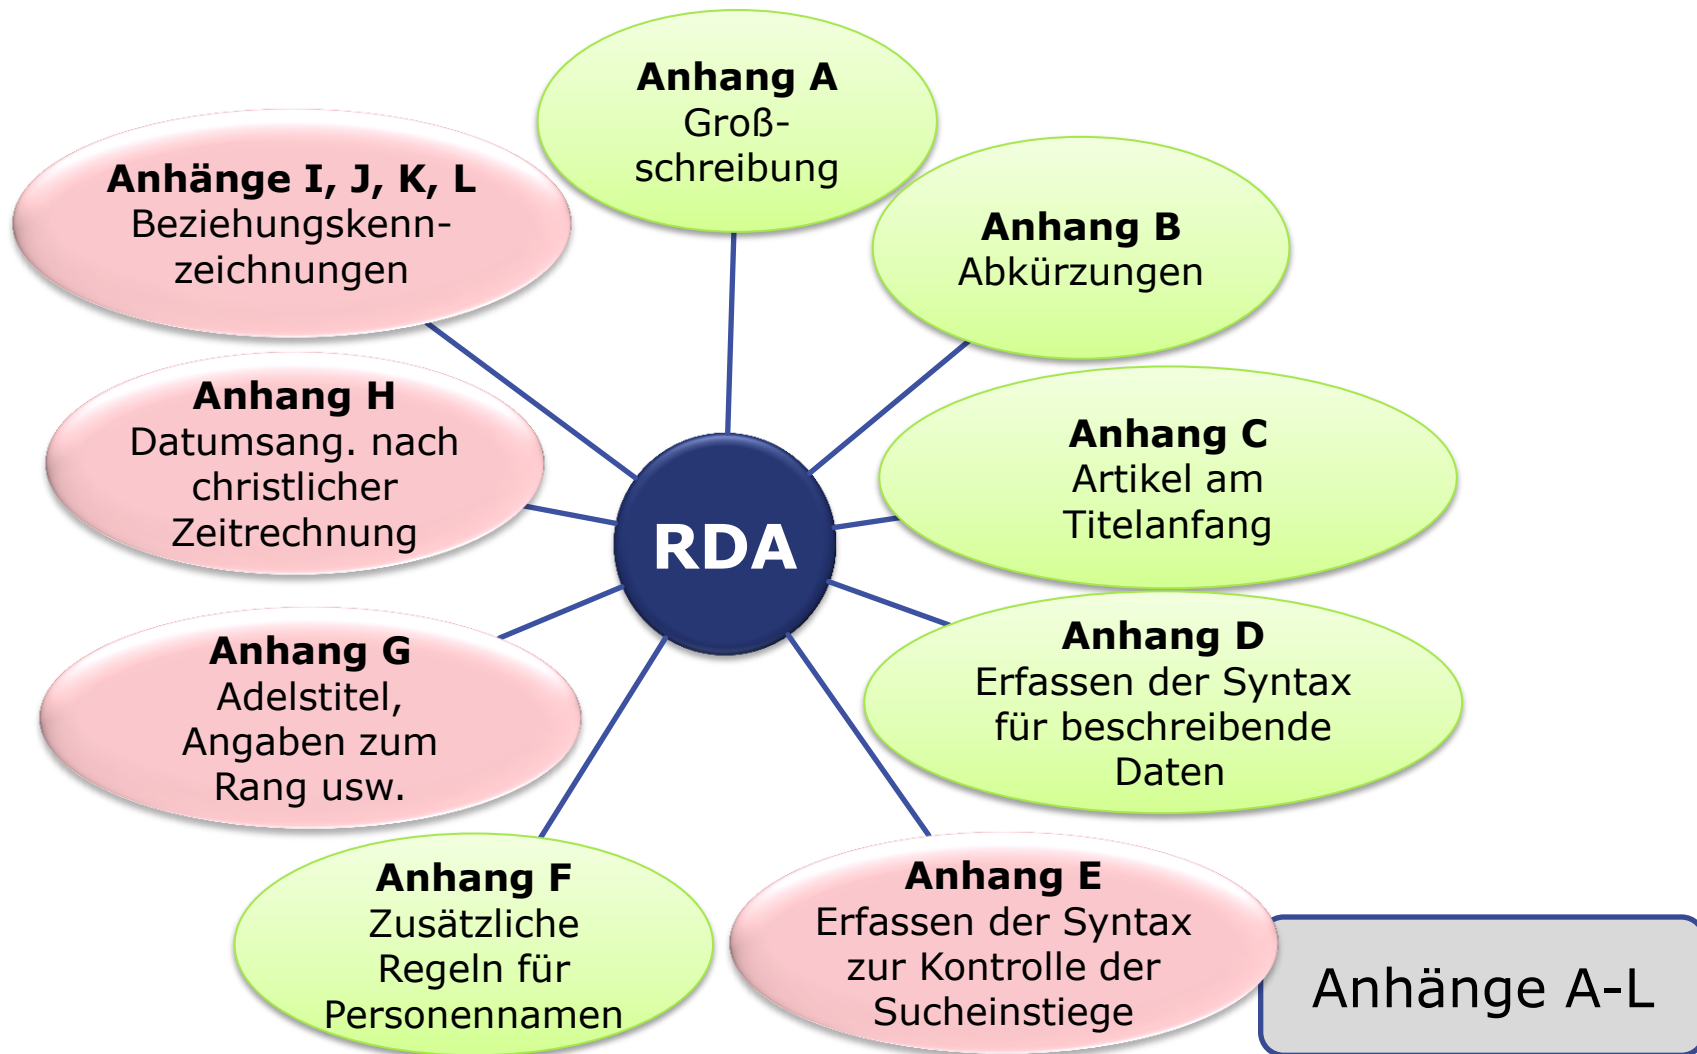 Anhang A
Groß-
schreibung
Anhang B
Abkürzungen
Anhang C
Artikel am
Titelanfang
Anhang D
Erfassen der Syntax
für beschreibende
Daten
Anhang E
Erfassen der Syntax
zur Kontrolle der
Sucheinstiege
Anhang F
Zusätzliche
Regeln für
Personennamen
Anhang G
Adelstitel,
Angaben zum
Rang usw.
Anhang H
Datumsang. nach
christlicher
Zeitrechnung
Anhänge I, J, K, L
Beziehungskenn-
zeichnungen
RDA
Anhänge A-L